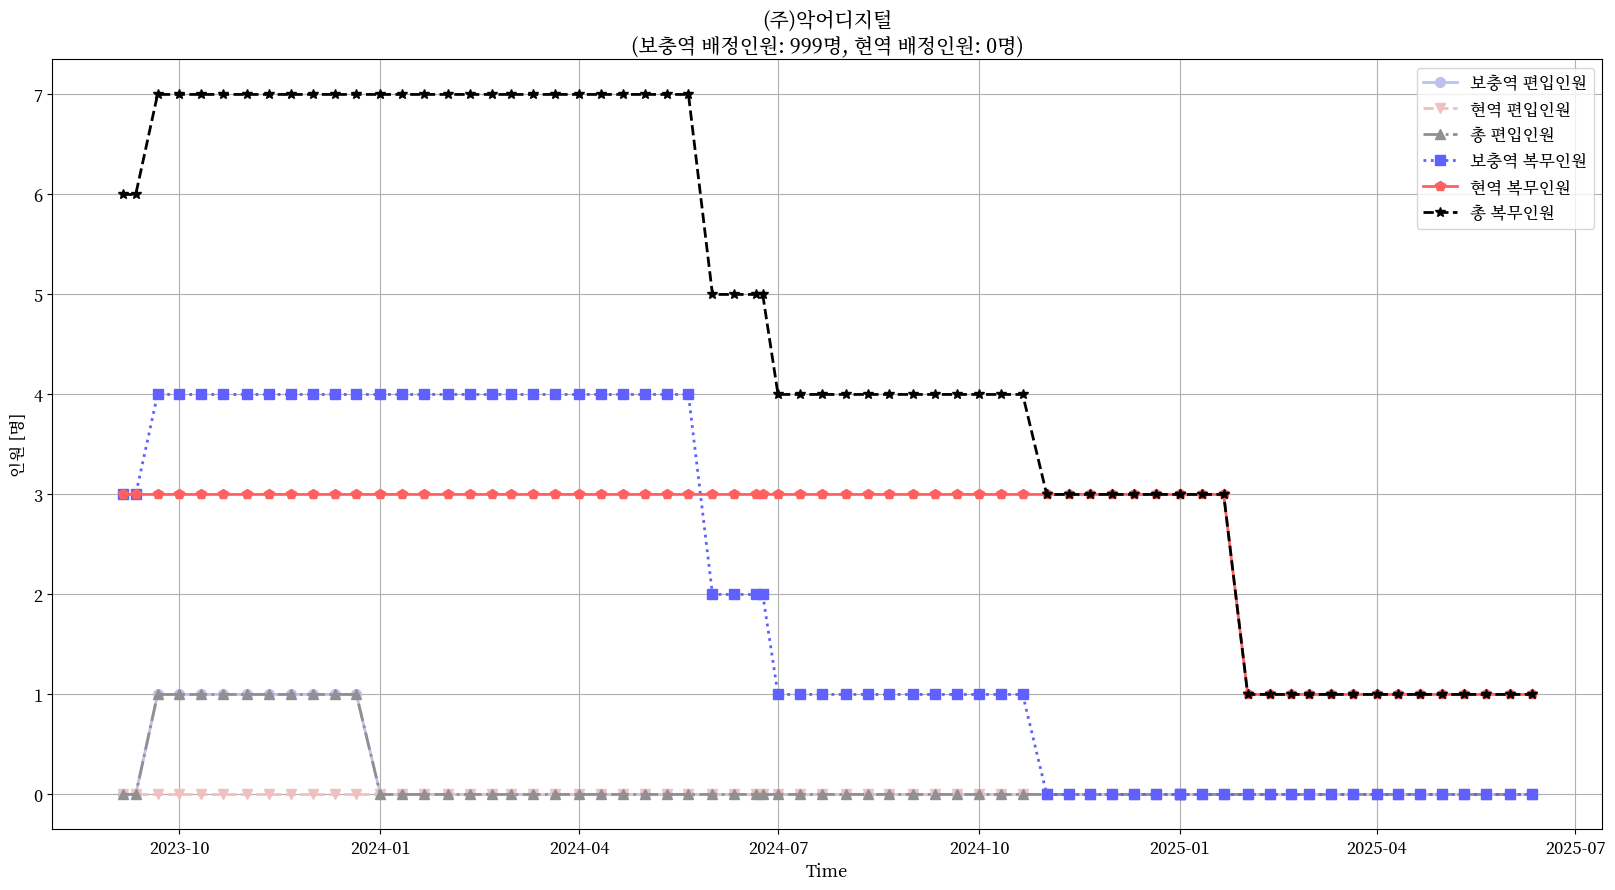 (주)악어디지털
(보충역 배정인원: 999명, 현역 배정인원: 0명)
보충역 편입인원
현역 편입인원
총 편입인원
보충역 복무인원
현역 복무인원
총 복무인원
인원 [명]
7
6
5
4
3
2
1
0
2023-10
2024-01
2024-04
2024-07
2024-10
2025-01
2025-04
2025-07
Time